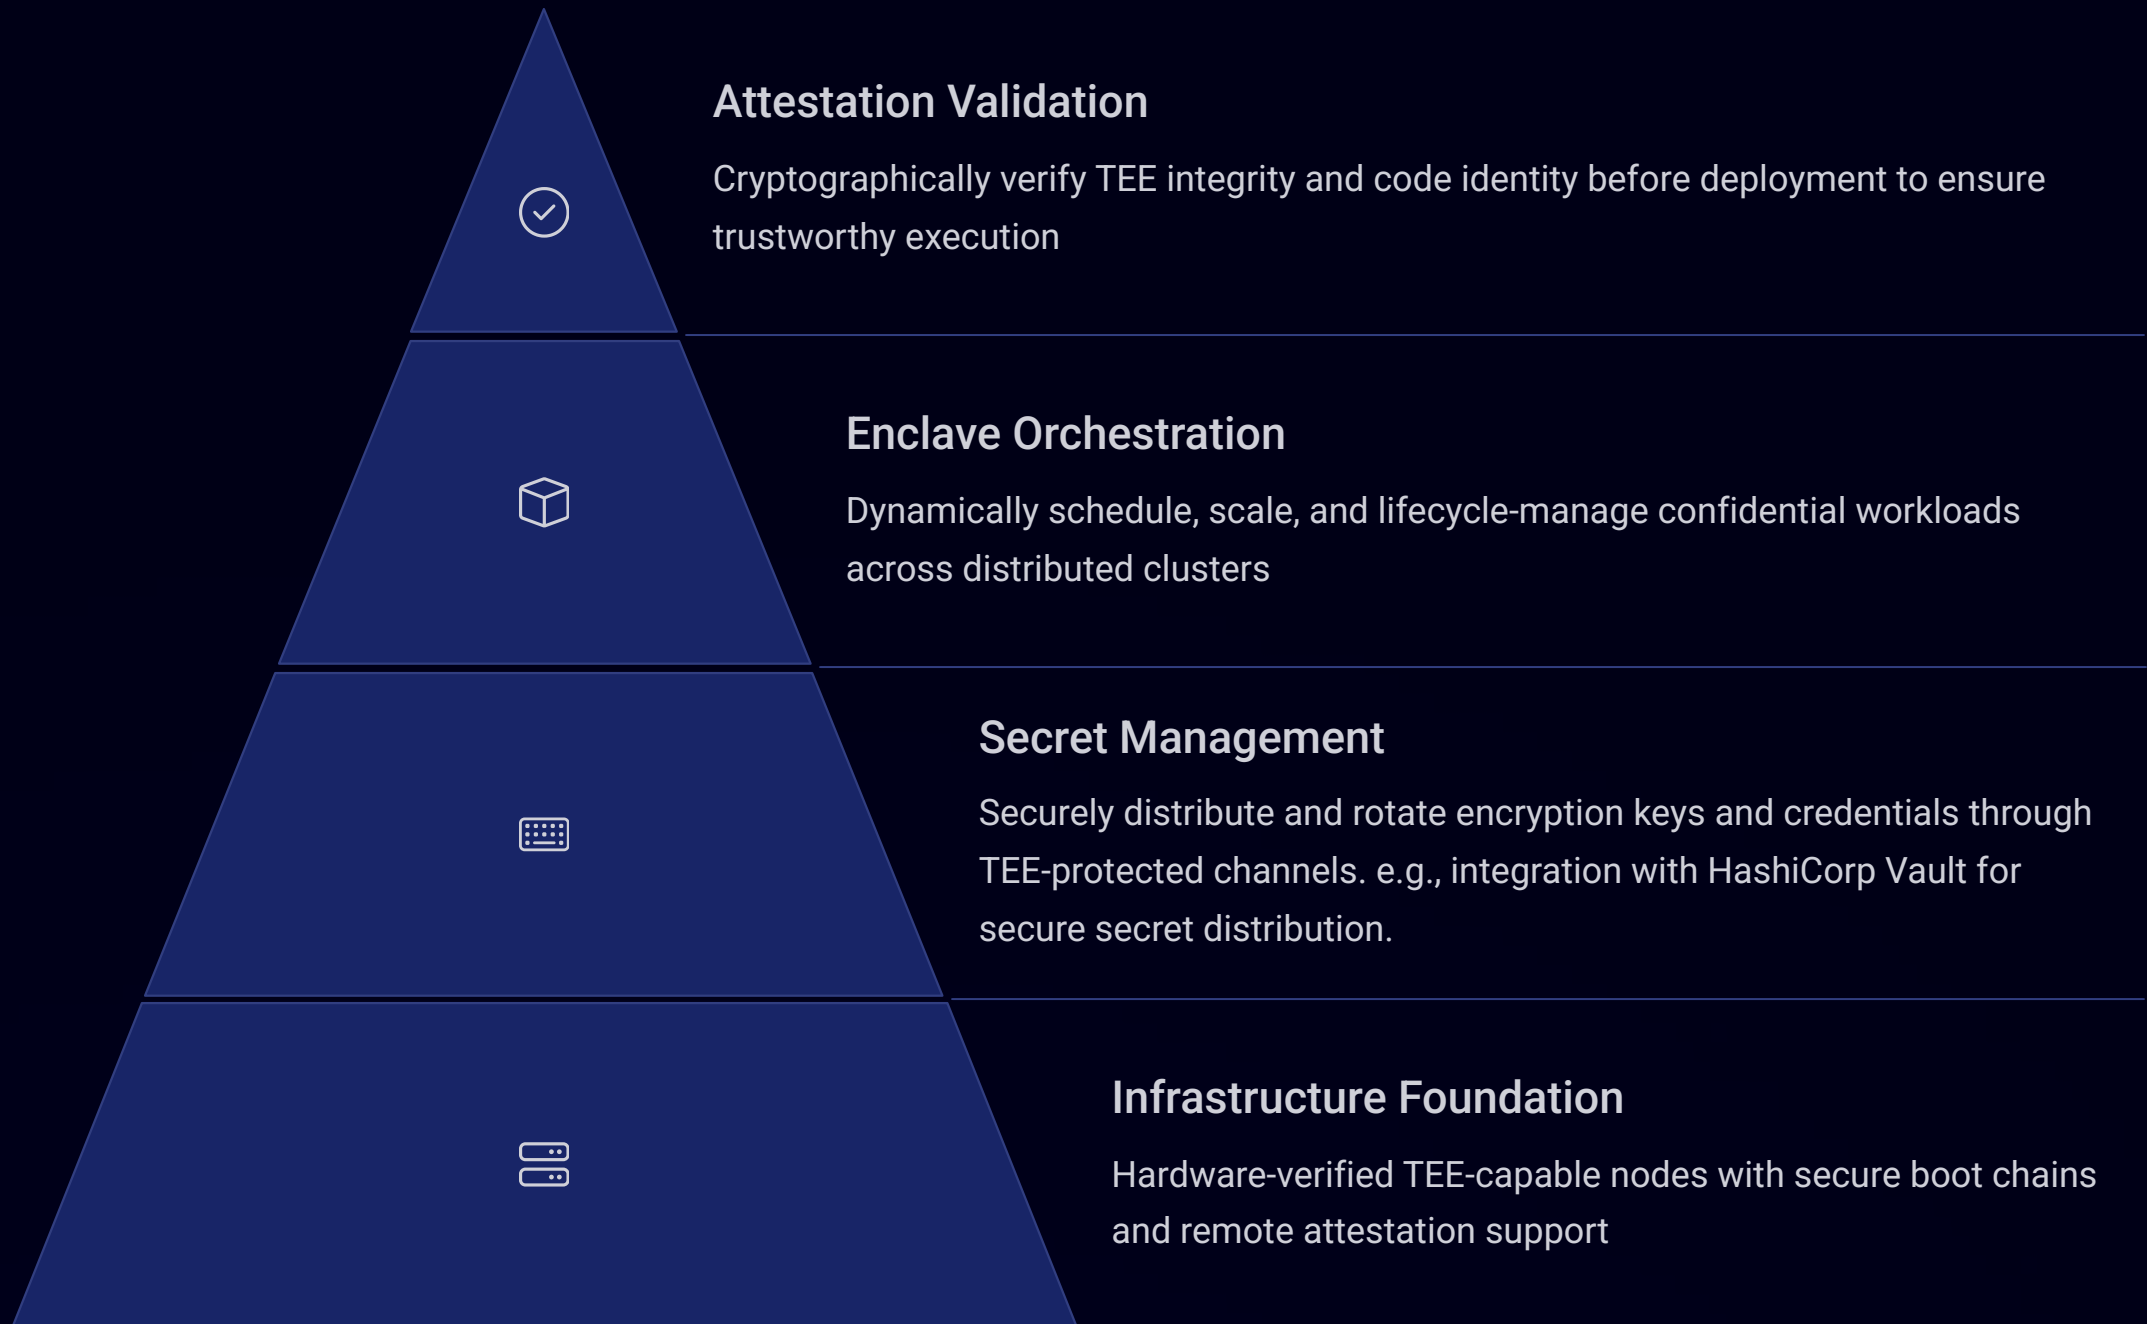 Attestation Validation
Cryptographically verify TEE integrity and code identity before deployment to ensure
trustworthy execution
Enclave Orchestration
Dynamically schedule, scale, and lifecycle-manage confidential workloads
across distributed clusters
Secret Management
Securely distribute and rotate encryption keys and credentials through
TEE-protected channels. e.g., integration with HashiCorp Vault for
secure secret distribution.
Infrastructure Foundation
Hardware-verified TEE-capable nodes with secure boot chains
and remote attestation support